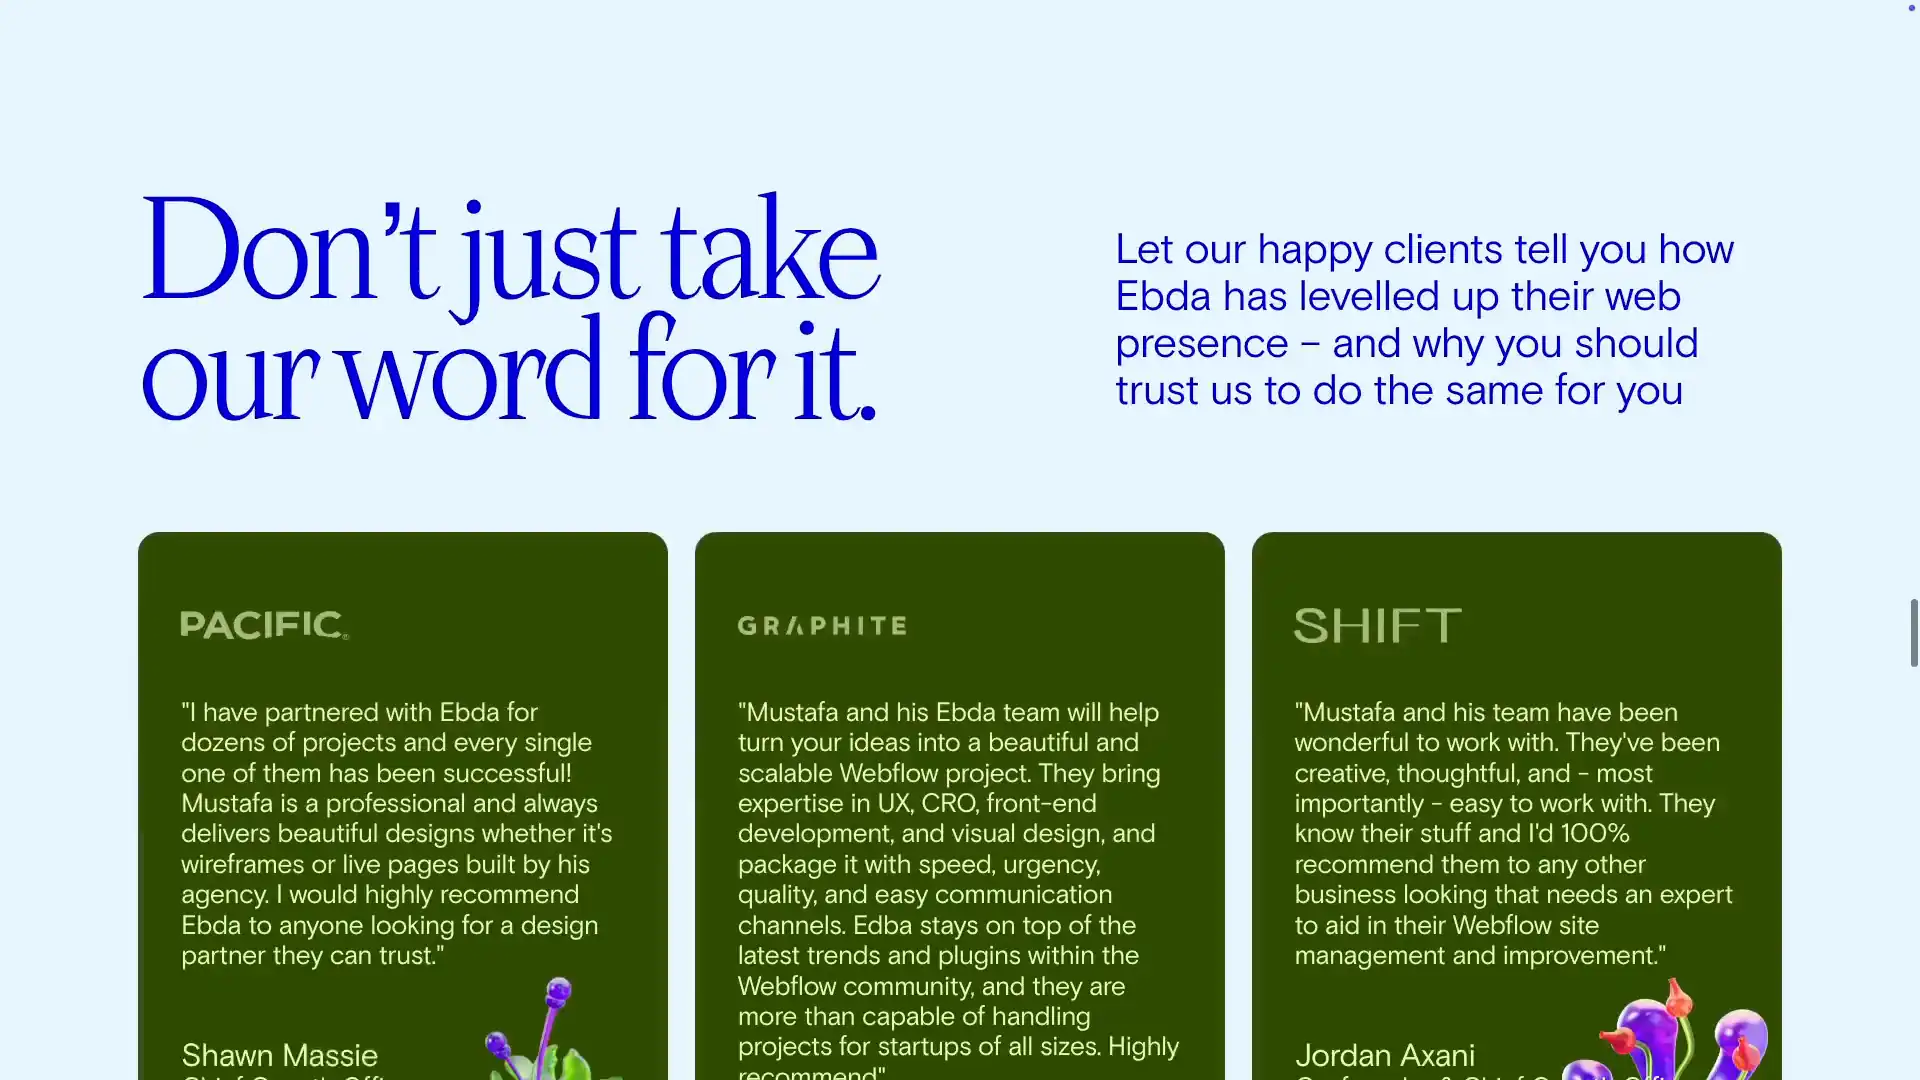 Don't just take
our word for it.
Let our happy clients tell you how
Ebda has levelled up their web
presence – and why you should
trust us to do the same for you
PACIFIC®
"I have partnered with Ebda for
dozens of projects and every single
one of them has been successful!
Mustafa is a professional and always
delivers beautiful designs whether it's
wireframes or live pages built by his
agency. I would highly recommend
Ebda to anyone looking for a design
partner they can trust."
Shawn Massie
GRAPHITE
"Mustafa and his Ebda team will help
turn your ideas into a beautiful and
scalable Webflow project. They bring
expertise in UX, CRO, front-end
development, and visual design, and
package it with speed, urgency,
quality, and easy communication
channels. Edba stays on top of the
latest trends and plugins within the
Webflow community, and they are
more than capable of handling
projects for startups of all sizes. Highly
recommend"
SHIFT
"Mustafa and his team have been
wonderful to work with. They've been
creative, thoughtful, and - most
importantly - easy to work with. They
know their stuff and I'd 100%
recommend them to any other
business looking that needs an expert
to aid in their Webflow site
management and improvement."
Jordan Axani